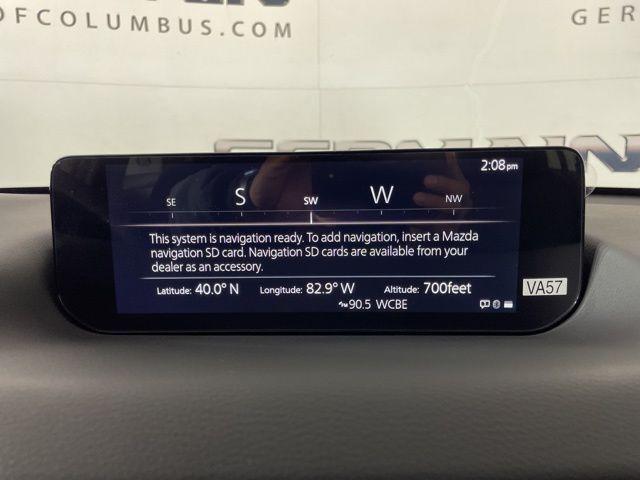 OFCOLUMBUS.COM
GER
GERMAIN
2:08pm
SE S SW W NW
This system is navigation ready. To add navigation, insert a Mazda
navigation SD card. Navigation SD cards are available from your
dealer as an accessory.
Latitude: 40.0° N Longitude: 82.9° W Altitude: 700feet
90.5 WCBE
VA57